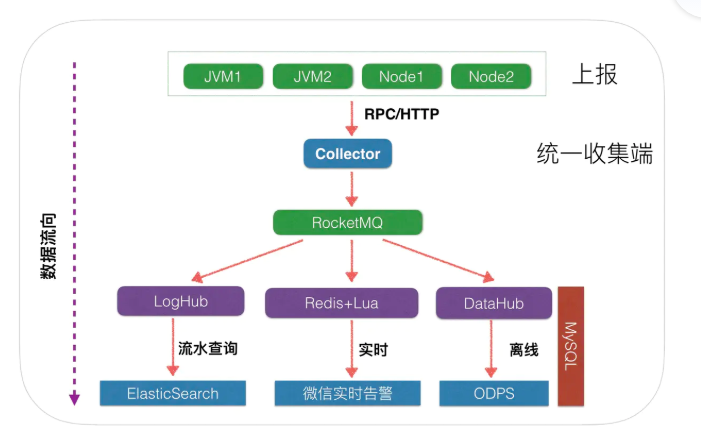 JVM1 JVM2 Node1 Node2 上报
RPC/HTTP
Collector 统一收集端
RocketMQ
数据流向
LogHub Redis+Lua DataHub
MySQL
流水查询 实时 离线
ElasticSearch 微信实时告警 ODPS